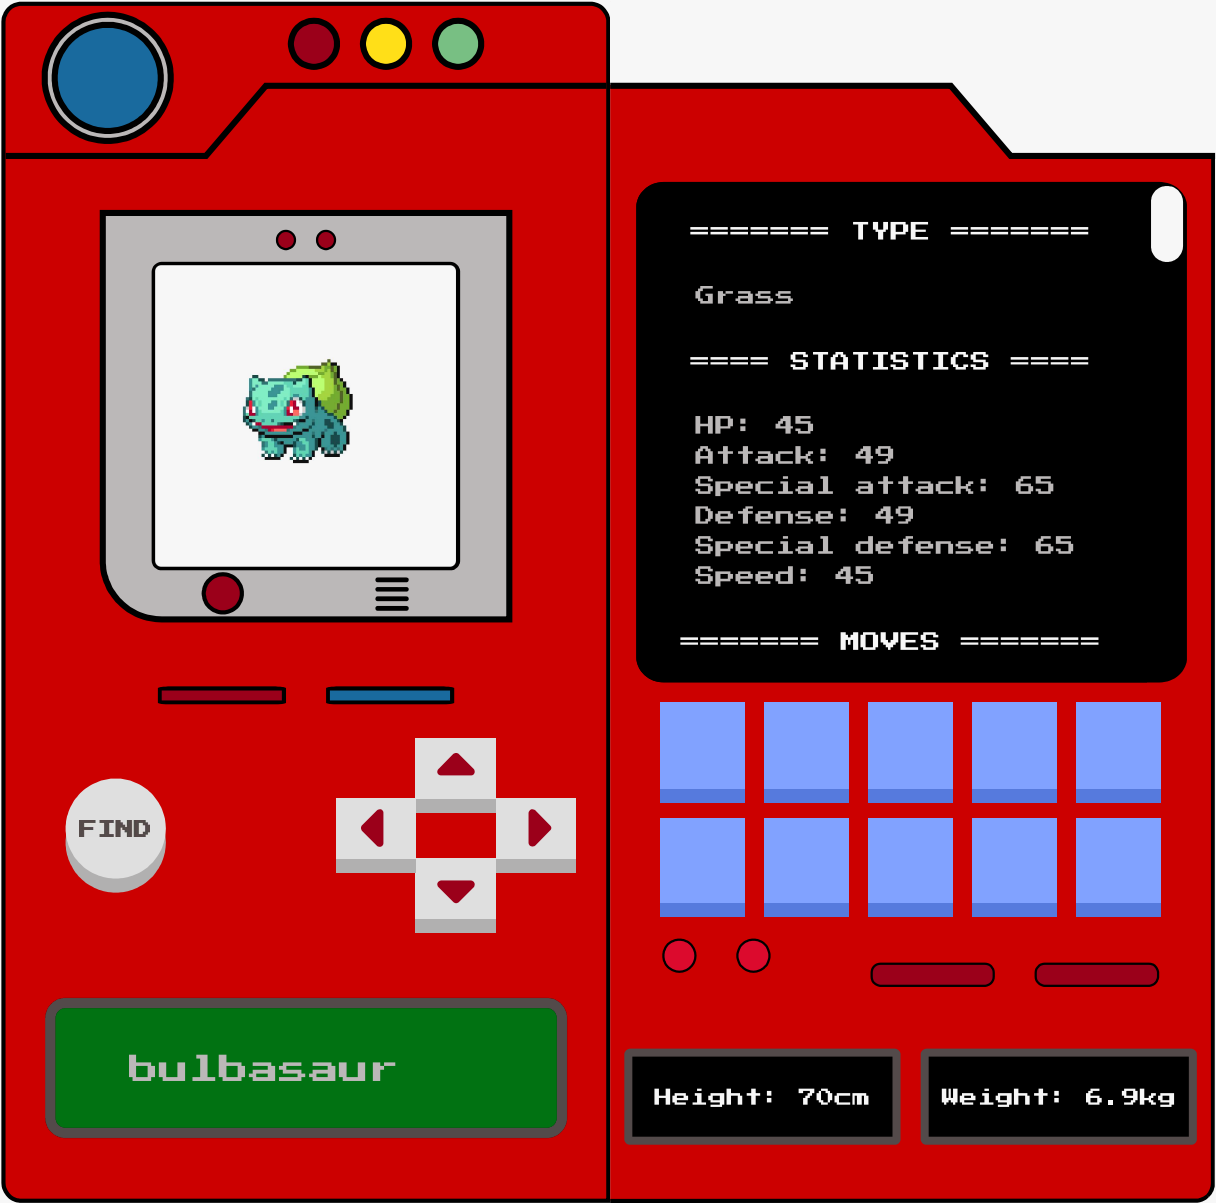 ======= TYPE =======
Grass
==== STATISTICS ====
HP: 45
Attack: 49
Special attack: 65
Defense: 49
Special defense: 65
Speed: 45
======= MOVES =======
FIND
bulbasaur
Height: 70cm
Weight: 6.9kg